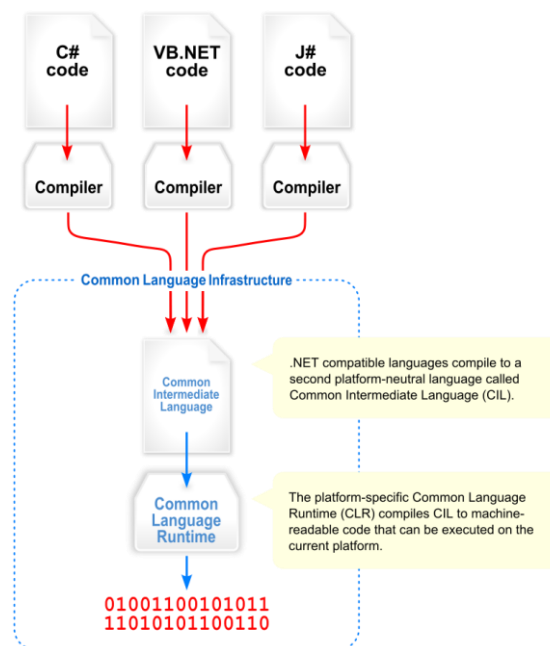 C#
code
VB.NET
code
J#
code
Compiler
Compiler
Compiler
Common Language Infrastructure
Common
Intermediate
Language
.NET compatible languages compile to a
second platform-neutral language called
Common Intermediate Language (CIL).
Common
Language
Runtime
The platform-specific Common Language
Runtime (CLR) compiles CIL to machine-
readable code that can be executed on the
current platform.
01001100101011
11010101100110